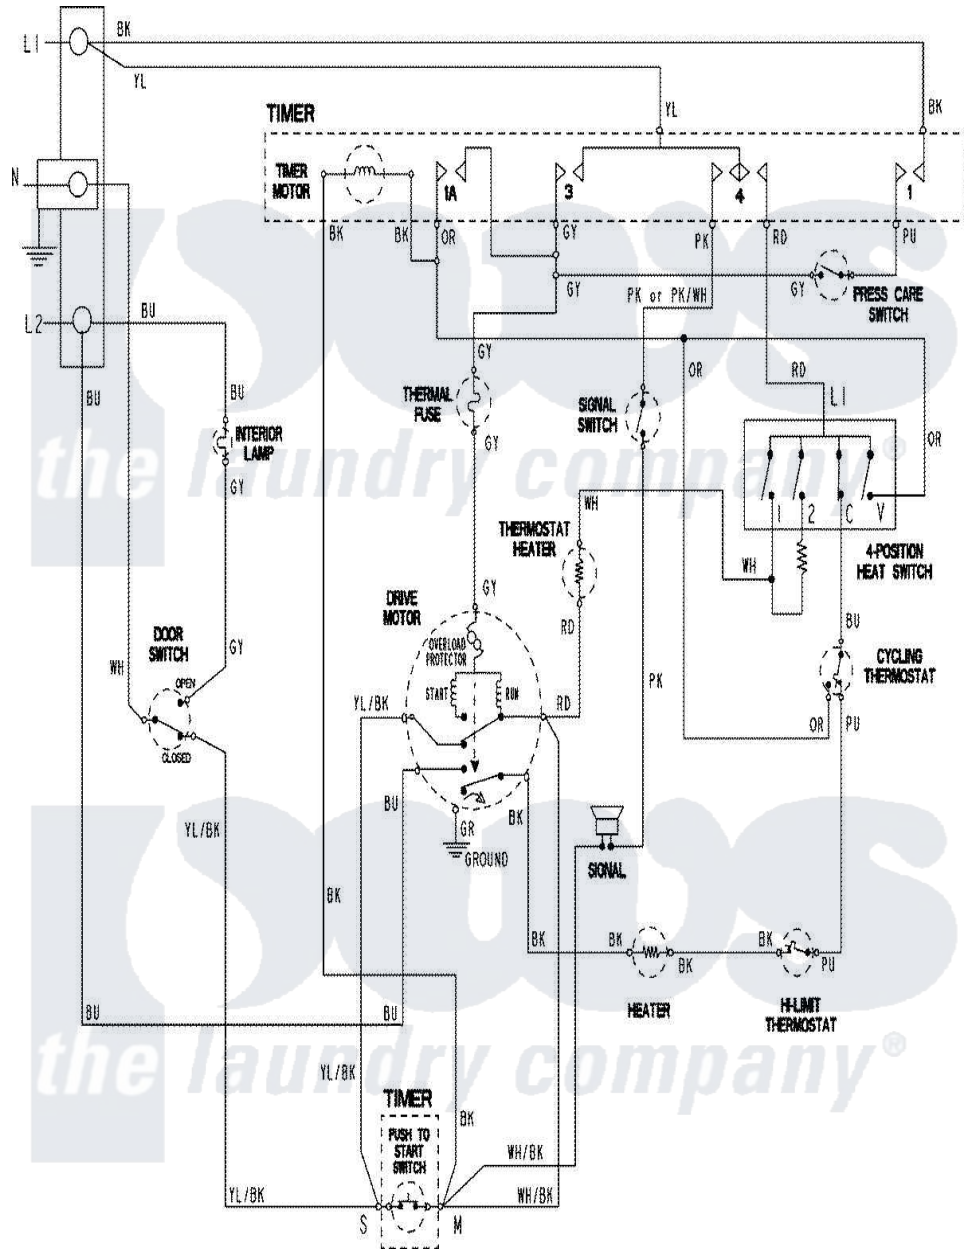 L1
BK
YL
YL
BK
TIMER
N
TIMER
MOTOR
1A
3
4
1
BK
BK
OR
GY
PK
RD
PU
L2
BU
GY
PK or PK/WH
GY
PRESS CARE
SWITCH
BU
BU
GY
OR
RD
THERMAL
FUSE
SIGNAL
SWITCH
L1
OR
INTERIOR
LAMP
GY
GY
the laundry company®
WH
1
2
C
V
THERMOSTAT
HEATER
WH
4-POSITION
HEAT SWITCH
DRIVE
MOTOR
GY
DOOR
SWITCH
GY
OVERLOAD
PROTECTOR
RD
BU
CYCLING
THERMOSTAT
WH
OPEN
YL/BK
START
RUN
RD
PK
OR
PU
CLOSED
BU
BK
YL/BK
GR
GROUND
SIGNAL
BK
BK
BK
BK
BK
PU
HEATER
HI-LIMIT
THERMOSTAT
BU
BU
the laundry company®
YL/BK
TIMER
BK
PUSH TO
START
SWITCH
WH/BK
YL/BK
WH/BK
S
M